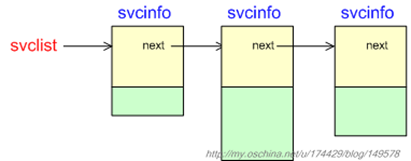 svcinfo svcinfo svcinfo
svclist next next next
http://my.oschina.net/u/174429/blog/149578